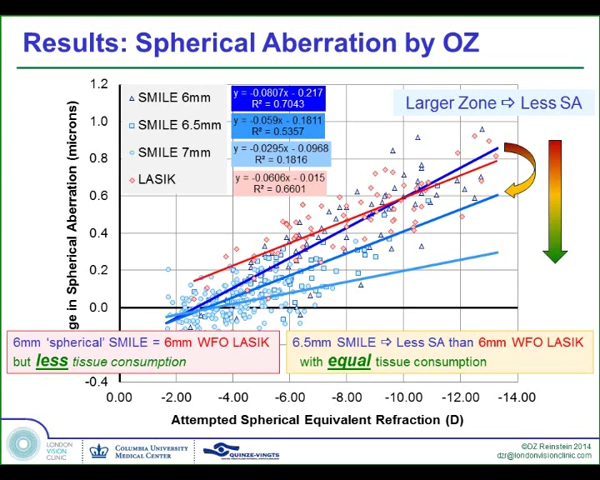 Results: Spherical Aberration by OZ
ge in Spherical Aberration (microns)
1.2
1.0
0.8
0.6
0.4
0.2
0.0
-0.4
SMILE 6mm
y = -0.0807x - 0.217
R² = 0.7043
SMILE 6.5mm
y = -0.059x - 0.1811
R² = 0.5357
SMILE 7mm
y = -0.0295x - 0.0968
R² = 0.1816
LASIK
y = -0.0606x - 0.015
R² = 0.6601
Larger Zone ⇨ Less SA
6mm 'spherical' SMILE = 6mm WFO LASIK
but less tissue consumption
6.5mm SMILE ⇨ Less SA than 6mm WFO LASIK
with equal tissue consumption
0.00 -2.00 -4.00 -6.00 -8.00 -10.00 -12.00 -14.00
Attempted Spherical Equivalent Refraction (D)
LONDON
VISION
CLINIC
COLUMBIA UNIVERSITY
MEDICAL CENTER
QUINZE-VINGTS
©DZ Reinstein 2014
dzr@londonvisionclinic.com